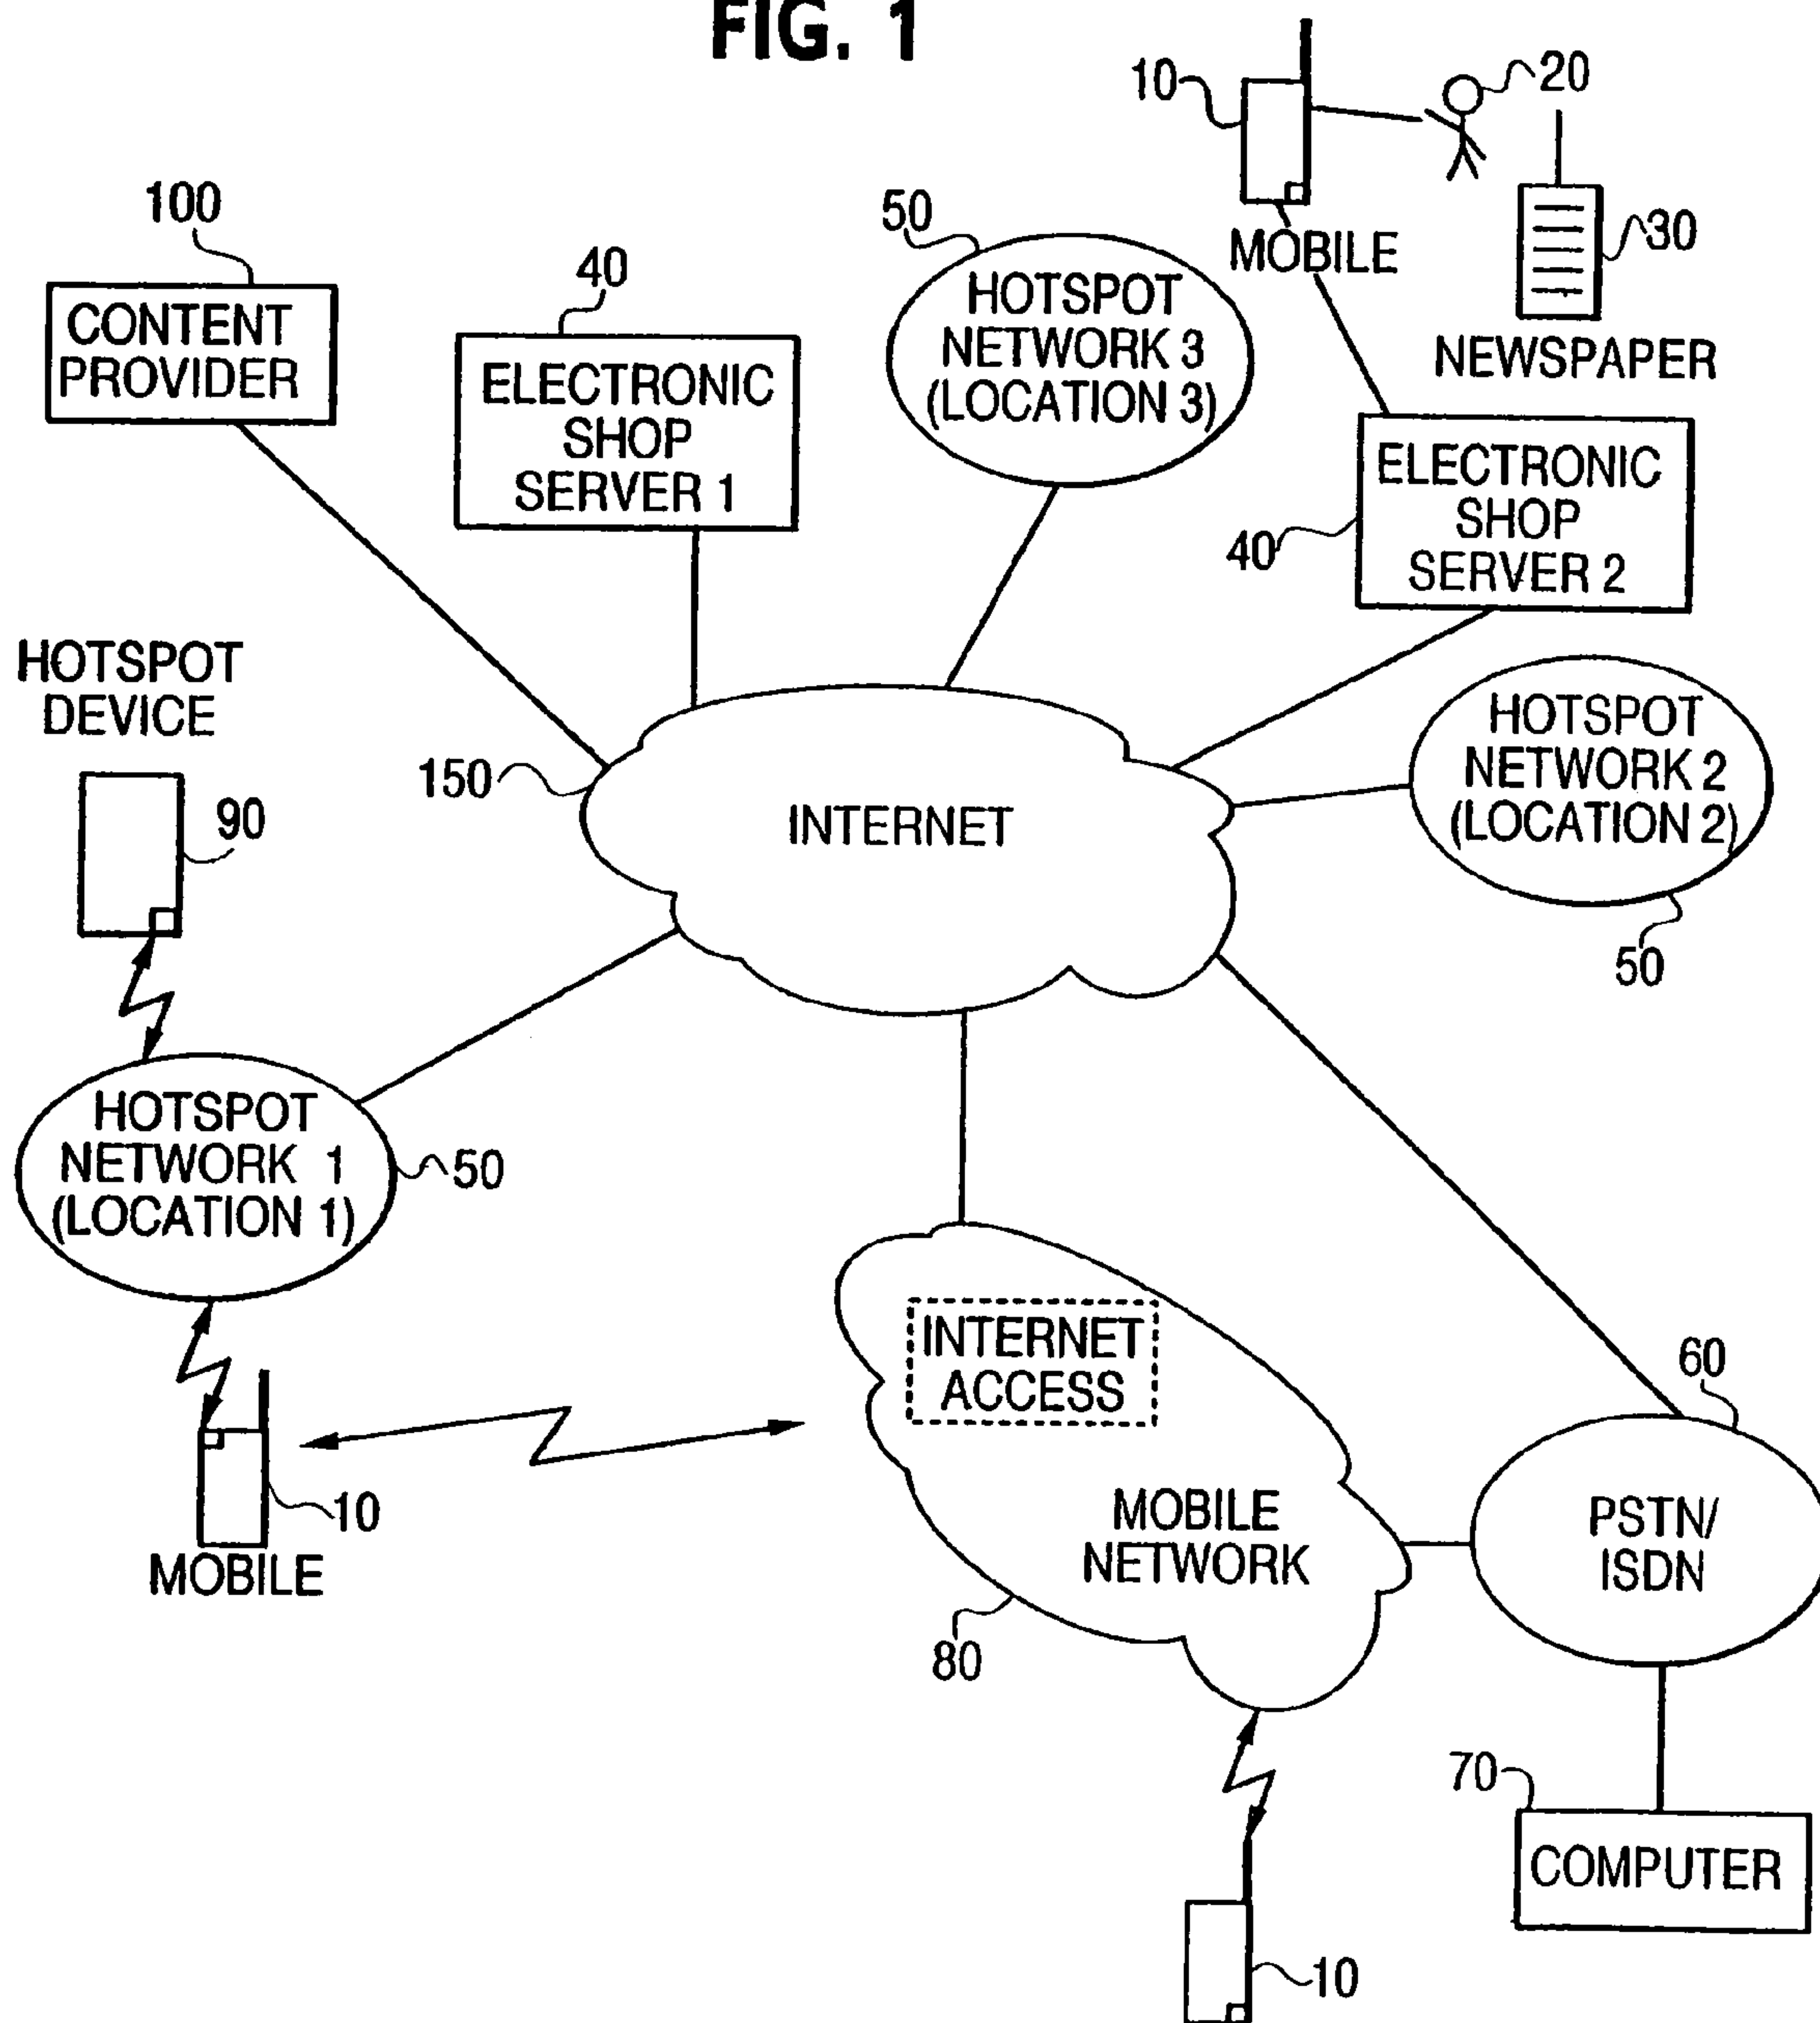 FIG. 1
10
20
100
50
30
MOBILE
40
CONTENT
PROVIDER
HOTSPOT
NETWORK 3
(LOCATION 3)
NEWSPAPER
ELECTRONIC
SHOP
SERVER 1
ELECTRONIC
SHOP
SERVER 2
40
HOTSPOT
DEVICE
HOTSPOT
NETWORK 2
(LOCATION 2)
150
INTERNET
90
50
HOTSPOT
NETWORK 1
(LOCATION 1)
50
INTERNET
ACCESS
60
10
MOBILE
MOBILE
NETWORK
PSTN/
ISDN
80
70
COMPUTER
10